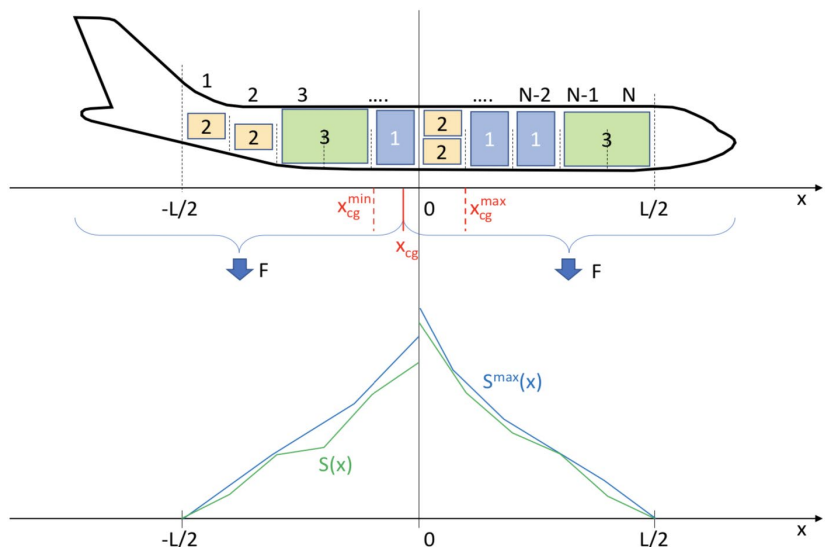 1 2 3 .... .... N-2 N-1 N
2 2 3 1 2 2 1 1 3
-L/2 x_cg^min 0 x_cg^max L/2 x
x_cg
F F
S^max(x)
S(x)
-L/2 0 L/2 x